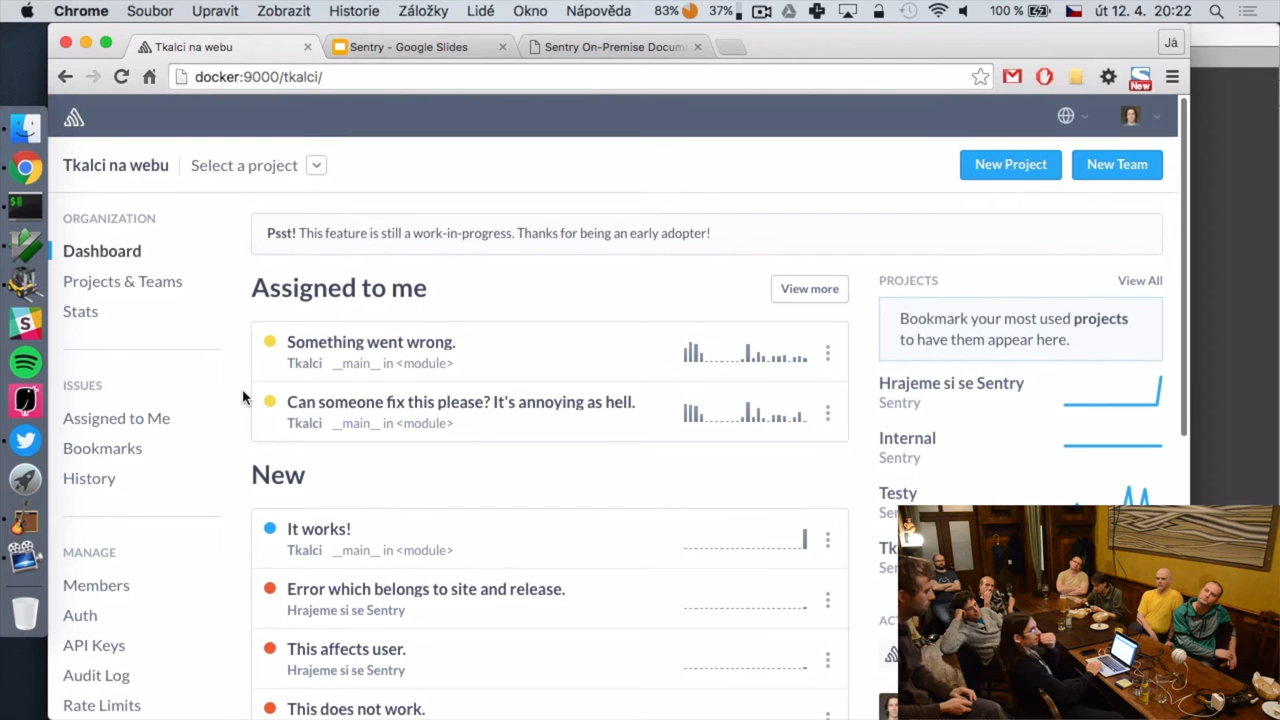 Chrome Soubor Upravit Zobrazit Historie Záložky Lidé Okno Nápověda 83% 37% 100 % út 12. 4. 20:22
Tkalci na webu × Sentry - Google Slides × Sentry On-Premise Docum × Já
docker:9000/tkalci/
New
Tkalci na webu Select a project New Project New Team
ORGANIZATION
Dashboard
Projects & Teams
Stats
ISSUES
Assigned to Me
Bookmarks
History
MANAGE
Members
Auth
API Keys
Audit Log
Rate Limits
Psst! This feature is still a work-in-progress. Thanks for being an early adopter!
Assigned to me View more
Something went wrong.
Tkalci __main__ in <module>
Can someone fix this please? It's annoying as hell.
Tkalci __main__ in <module>
New
It works!
Tkalci __main__ in <module>
Error which belongs to site and release.
Hrajeme si se Sentry
This affects user.
Hrajeme si se Sentry
This does not work.
PROJECTS View All
Bookmark your most used projects
to have them appear here.
Hrajeme si se Sentry
Sentry
Internal
Sentry
Testy